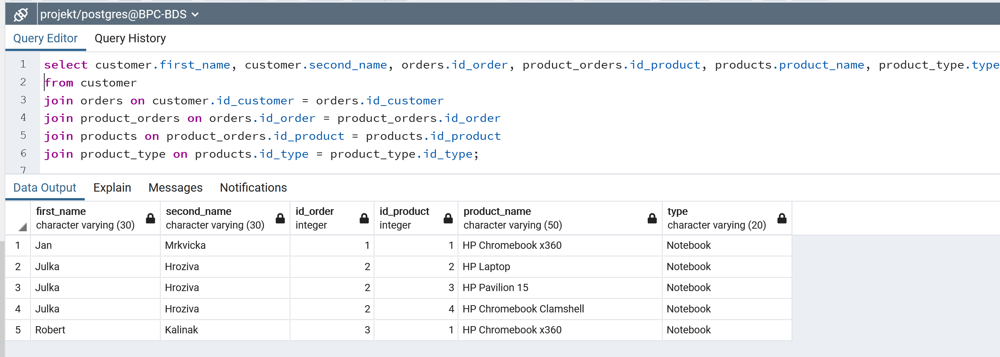 projekt/postgres@BPC-BDS
Query Editor Query History
1 select customer.first_name, customer.second_name, orders.id_order, product_orders.id_product, products.product_name, product_type.type
2 from customer
3 join orders on customer.id_customer = orders.id_customer
4 join product_orders on orders.id_order = product_orders.id_order
5 join products on product_orders.id_product = products.id_product
6 join product_type on products.id_type = product_type.id_type;
7
Data Output Explain Messages Notifications
first_name second_name id_order id_product product_name type
character varying (30) character varying (30) integer integer character varying (50) character varying (20)
1 Jan Mrkvicka 1 1 HP Chromebook x360 Notebook
2 Julka Hroziva 2 2 HP Laptop Notebook
3 Julka Hroziva 2 3 HP Pavilion 15 Notebook
4 Julka Hroziva 2 4 HP Chromebook Clamshell Notebook
5 Robert Kalinak 3 1 HP Chromebook x360 Notebook